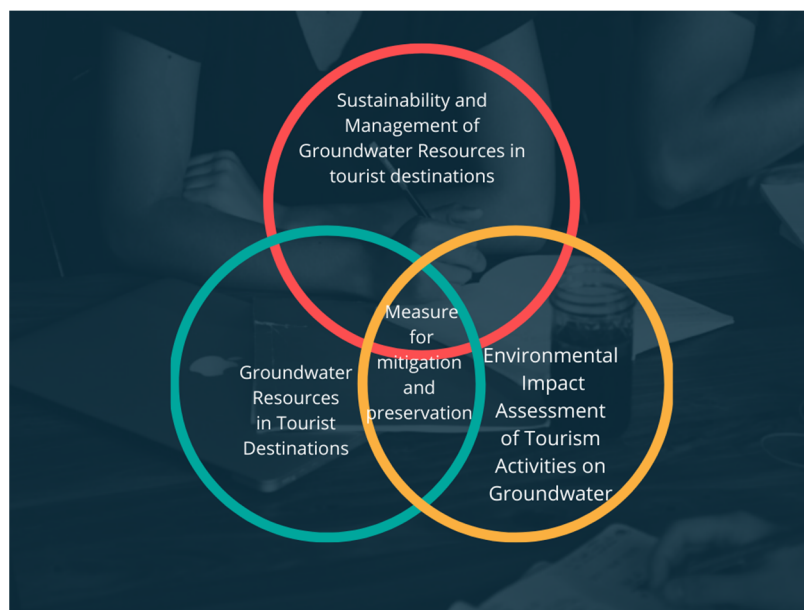 Sustainability and
Management of
Groundwater Resources in
tourist destinations
Measure
for
mitigation
and
preservation
Groundwater
Resources
in Tourist
Destinations
Environmental
Impact
Assessment
of Tourism
Activities on
Groundwater